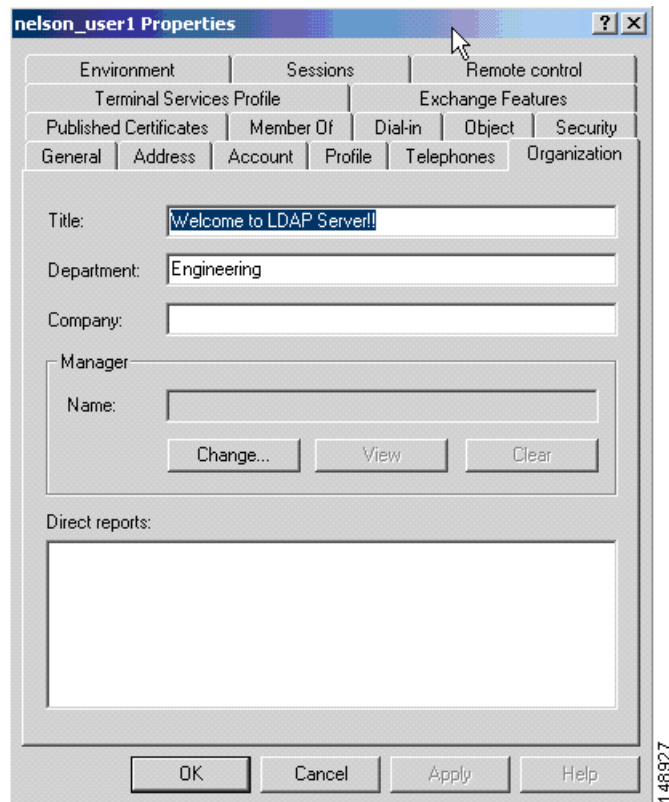 nelson_user1 Properties
Environment Sessions Remote control
Terminal Services Profile Exchange Features
Published Certificates Member Of Dial-in Object Security
General Address Account Profile Telephones Organization
Title: Welcome to LDAP Server!!
Department: Engineering
Company:
Manager
Name:
Change... View Clear
Direct reports:
OK Cancel Apply Help
148927